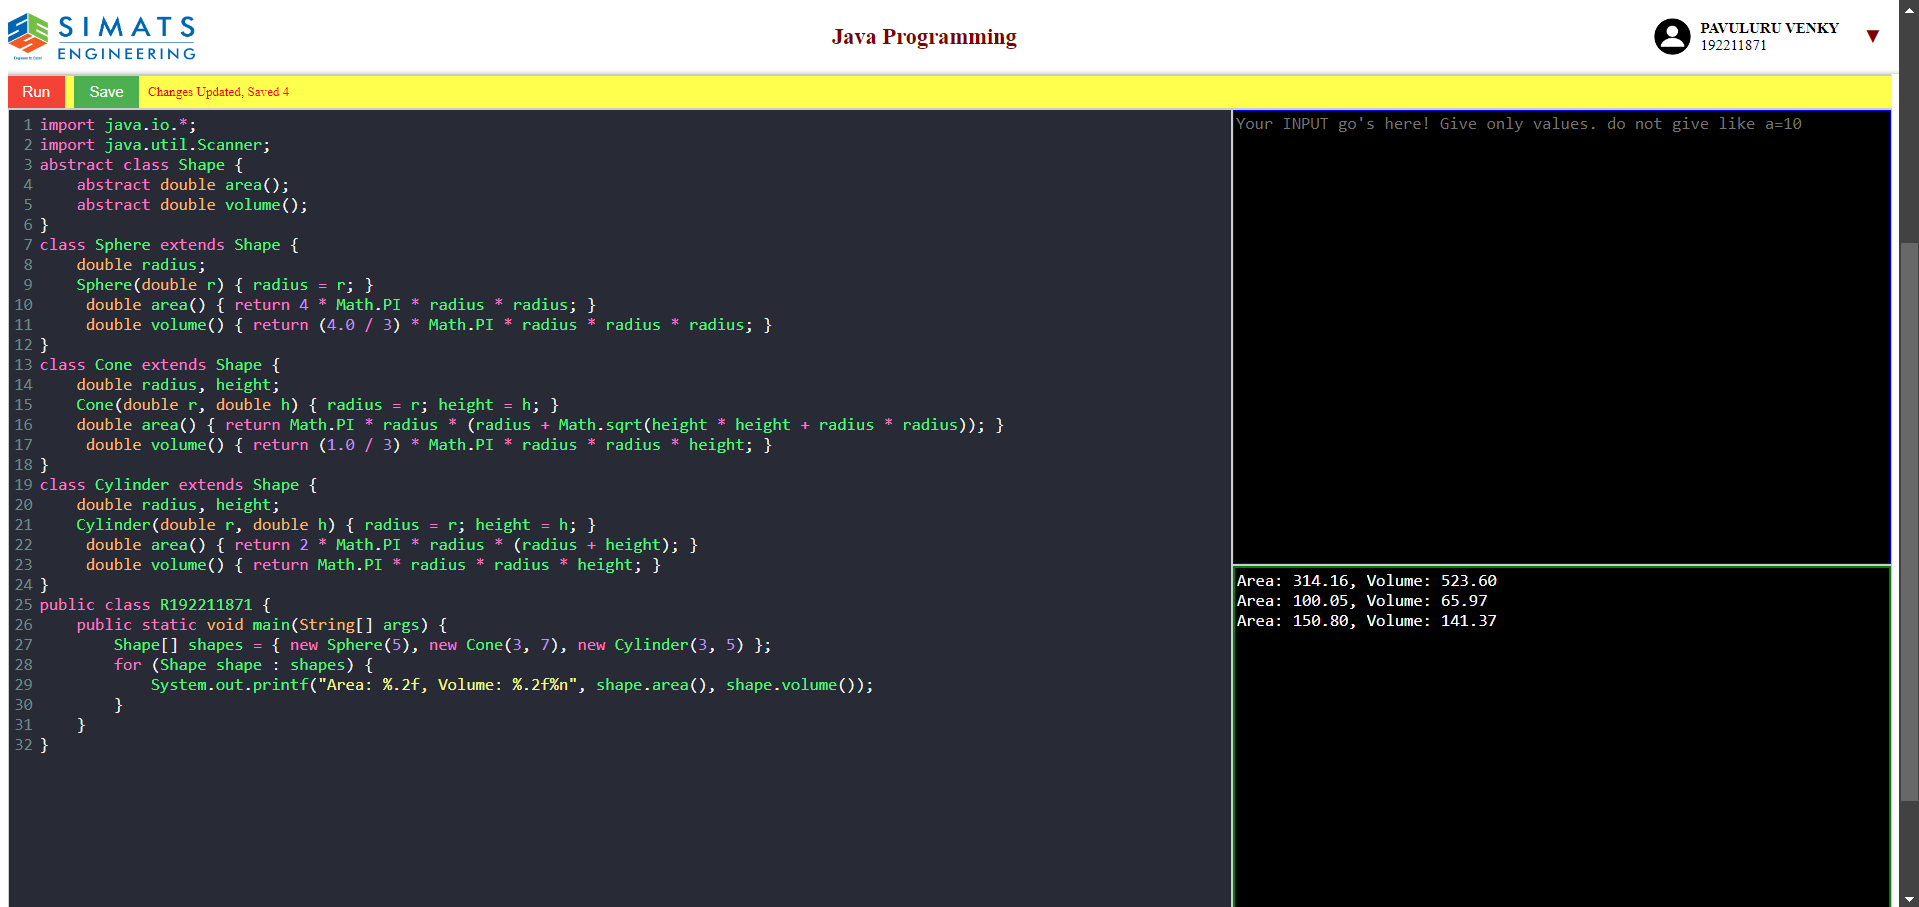 SIMATS
ENGINEERING
Engineer to Excel
Java Programming
PAVULURU VENKY
192211871
Run
Save
Changes Updated, Saved 4
1 import java.io.*;
2 import java.util.Scanner;
3 abstract class Shape {
4     abstract double area();
5     abstract double volume();
6 }
7 class Sphere extends Shape {
8     double radius;
9     Sphere(double r) { radius = r; }
10      double area() { return 4 * Math.PI * radius * radius; }
11      double volume() { return (4.0 / 3) * Math.PI * radius * radius * radius; }
12 }
13 class Cone extends Shape {
14     double radius, height;
15     Cone(double r, double h) { radius = r; height = h; }
16     double area() { return Math.PI * radius * (radius + Math.sqrt(height * height + radius * radius)); }
17      double volume() { return (1.0 / 3) * Math.PI * radius * radius * height; }
18 }
19 class Cylinder extends Shape {
20     double radius, height;
21     Cylinder(double r, double h) { radius = r; height = h; }
22      double area() { return 2 * Math.PI * radius * (radius + height); }
23      double volume() { return Math.PI * radius * radius * height; }
24 }
25 public class R192211871 {
26     public static void main(String[] args) {
27         Shape[] shapes = { new Sphere(5), new Cone(3, 7), new Cylinder(3, 5) };
28         for (Shape shape : shapes) {
29             System.out.printf("Area: %.2f, Volume: %.2f%n", shape.area(), shape.volume());
30         }
31     }
32 }
Your INPUT go's here! Give only values. do not give like a=10
Area: 314.16, Volume: 523.60
Area: 100.05, Volume: 65.97
Area: 150.80, Volume: 141.37